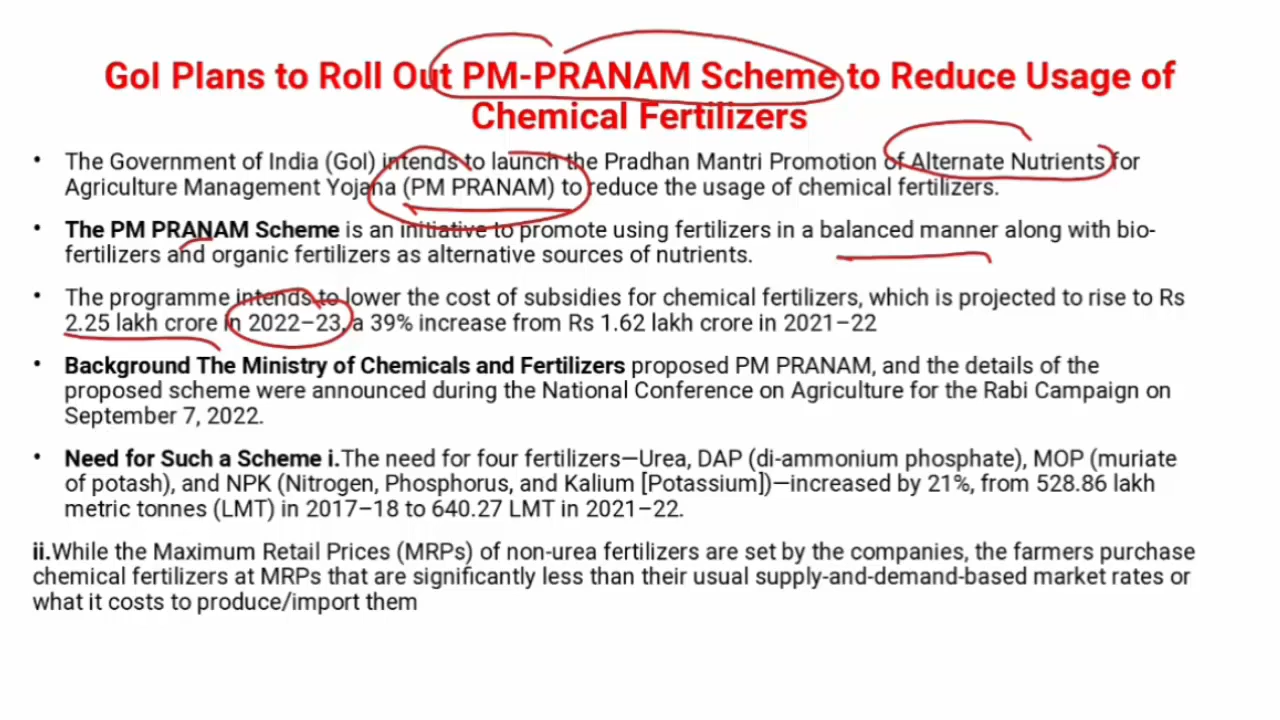 GoI Plans to Roll Out PM-PRANAM Scheme to Reduce Usage of
Chemical Fertilizers
• The Government of India (GoI) intends to launch the Pradhan Mantri Promotion of Alternate Nutrients for
Agriculture Management Yojana (PM PRANAM) to reduce the usage of chemical fertilizers.
• The PM PRANAM Scheme is an initiative to promote using fertilizers in a balanced manner along with bio-
fertilizers and organic fertilizers as alternative sources of nutrients.
• The programme intends to lower the cost of subsidies for chemical fertilizers, which is projected to rise to Rs
2.25 lakh crore in 2022–23, a 39% increase from Rs 1.62 lakh crore in 2021–22
• Background The Ministry of Chemicals and Fertilizers proposed PM PRANAM, and the details of the
proposed scheme were announced during the National Conference on Agriculture for the Rabi Campaign on
September 7, 2022.
• Need for Such a Scheme i.The need for four fertilizers—Urea, DAP (di-ammonium phosphate), MOP (muriate
of potash), and NPK (Nitrogen, Phosphorus, and Kalium [Potassium])—increased by 21%, from 528.86 lakh
metric tonnes (LMT) in 2017–18 to 640.27 LMT in 2021–22.
ii.While the Maximum Retail Prices (MRPs) of non-urea fertilizers are set by the companies, the farmers purchase
chemical fertilizers at MRPs that are significantly less than their usual supply-and-demand-based market rates or
what it costs to produce/import them